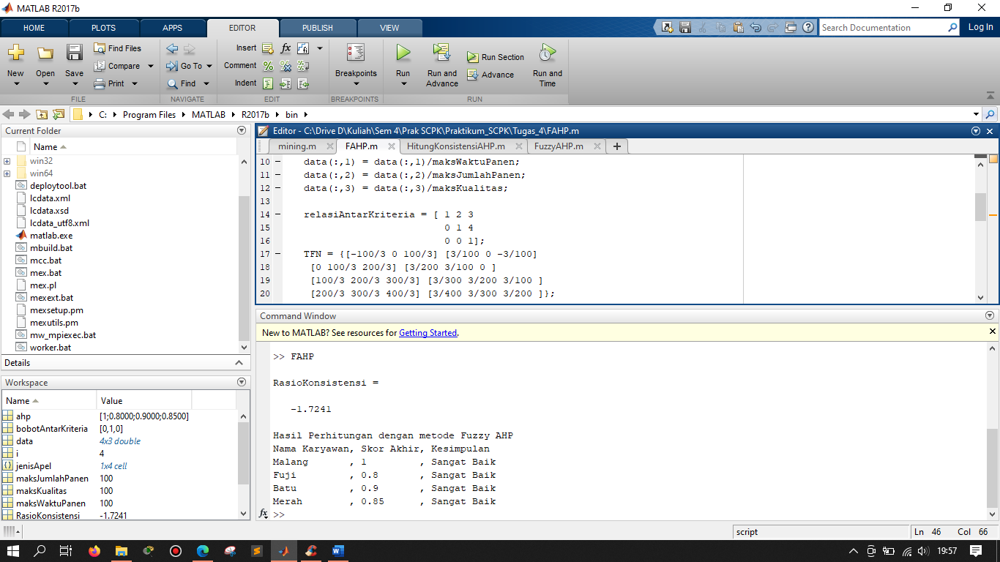 MATLAB R2017b
HOME PLOTS APPS EDITOR PUBLISH VIEW Search Documentation Log In
New Open Save Find Files Compare Print
Go To Find
Insert fx
Comment
Indent
Breakpoints
Run Run and Advance Run Section Advance Run and Time
FILE NAVIGATE EDIT BREAKPOINTS RUN
C: Program Files MATLAB R2017b bin
Current Folder
Name
win32
win64
deploytool.bat
lcdata.xml
lcdata.xsd
lcdata_utf8.xml
matlab.exe
mbuild.bat
mcc.bat
mex.bat
mex.pl
mexext.bat
mexsetup.pm
mexutils.pm
mw_mpiexec.bat
worker.bat
Details
Workspace
Name Value
ahp [1;0.8000;0.9000;0.8500]
bobotAntarKriteria [0,1,0]
data 4x3 double
i 4
jenisApel 1x4 cell
maksJumlahPanen 100
maksKualitas 100
maksWaktuPanen 100
RasioKonsistensi -1.7241
Editor - C:\Drive D\Kuliah\Sem 4\Prak SCPK\Praktikum_SCPK\Tugas_4\FAHP.m
mining.m FAHP.m HitungKonsistensiAHP.m FuzzyAHP.m
10 – data(:,1) = data(:,1)/maksWaktuPanen;
11 – data(:,2) = data(:,2)/maksJumlahPanen;
12 – data(:,3) = data(:,3)/maksKualitas;
13
14 – relasiAntarKriteria = [ 1 2 3
15 0 1 4
16 0 0 1];
17 – TFN = {[-100/3 0 100/3] [3/100 0 -3/100]
18 [0 100/3 200/3] [3/200 3/100 0 ]
19 [100/3 200/3 300/3] [3/300 3/200 3/100 ]
20 [200/3 300/3 400/3] [3/400 3/300 3/200 ]};
Command Window
New to MATLAB? See resources for Getting Started.
>> FAHP
RasioKonsistensi =
-1.7241
Hasil Perhitungan dengan metode Fuzzy AHP
Nama Karyawan, Skor Akhir, Kesimpulan
Malang , 1 , Sangat Baik
Fuji , 0.8 , Sangat Baik
Batu , 0.9 , Sangat Baik
Merah , 0.85 , Sangat Baik
fx >>
script Ln 46 Col 66
19:57